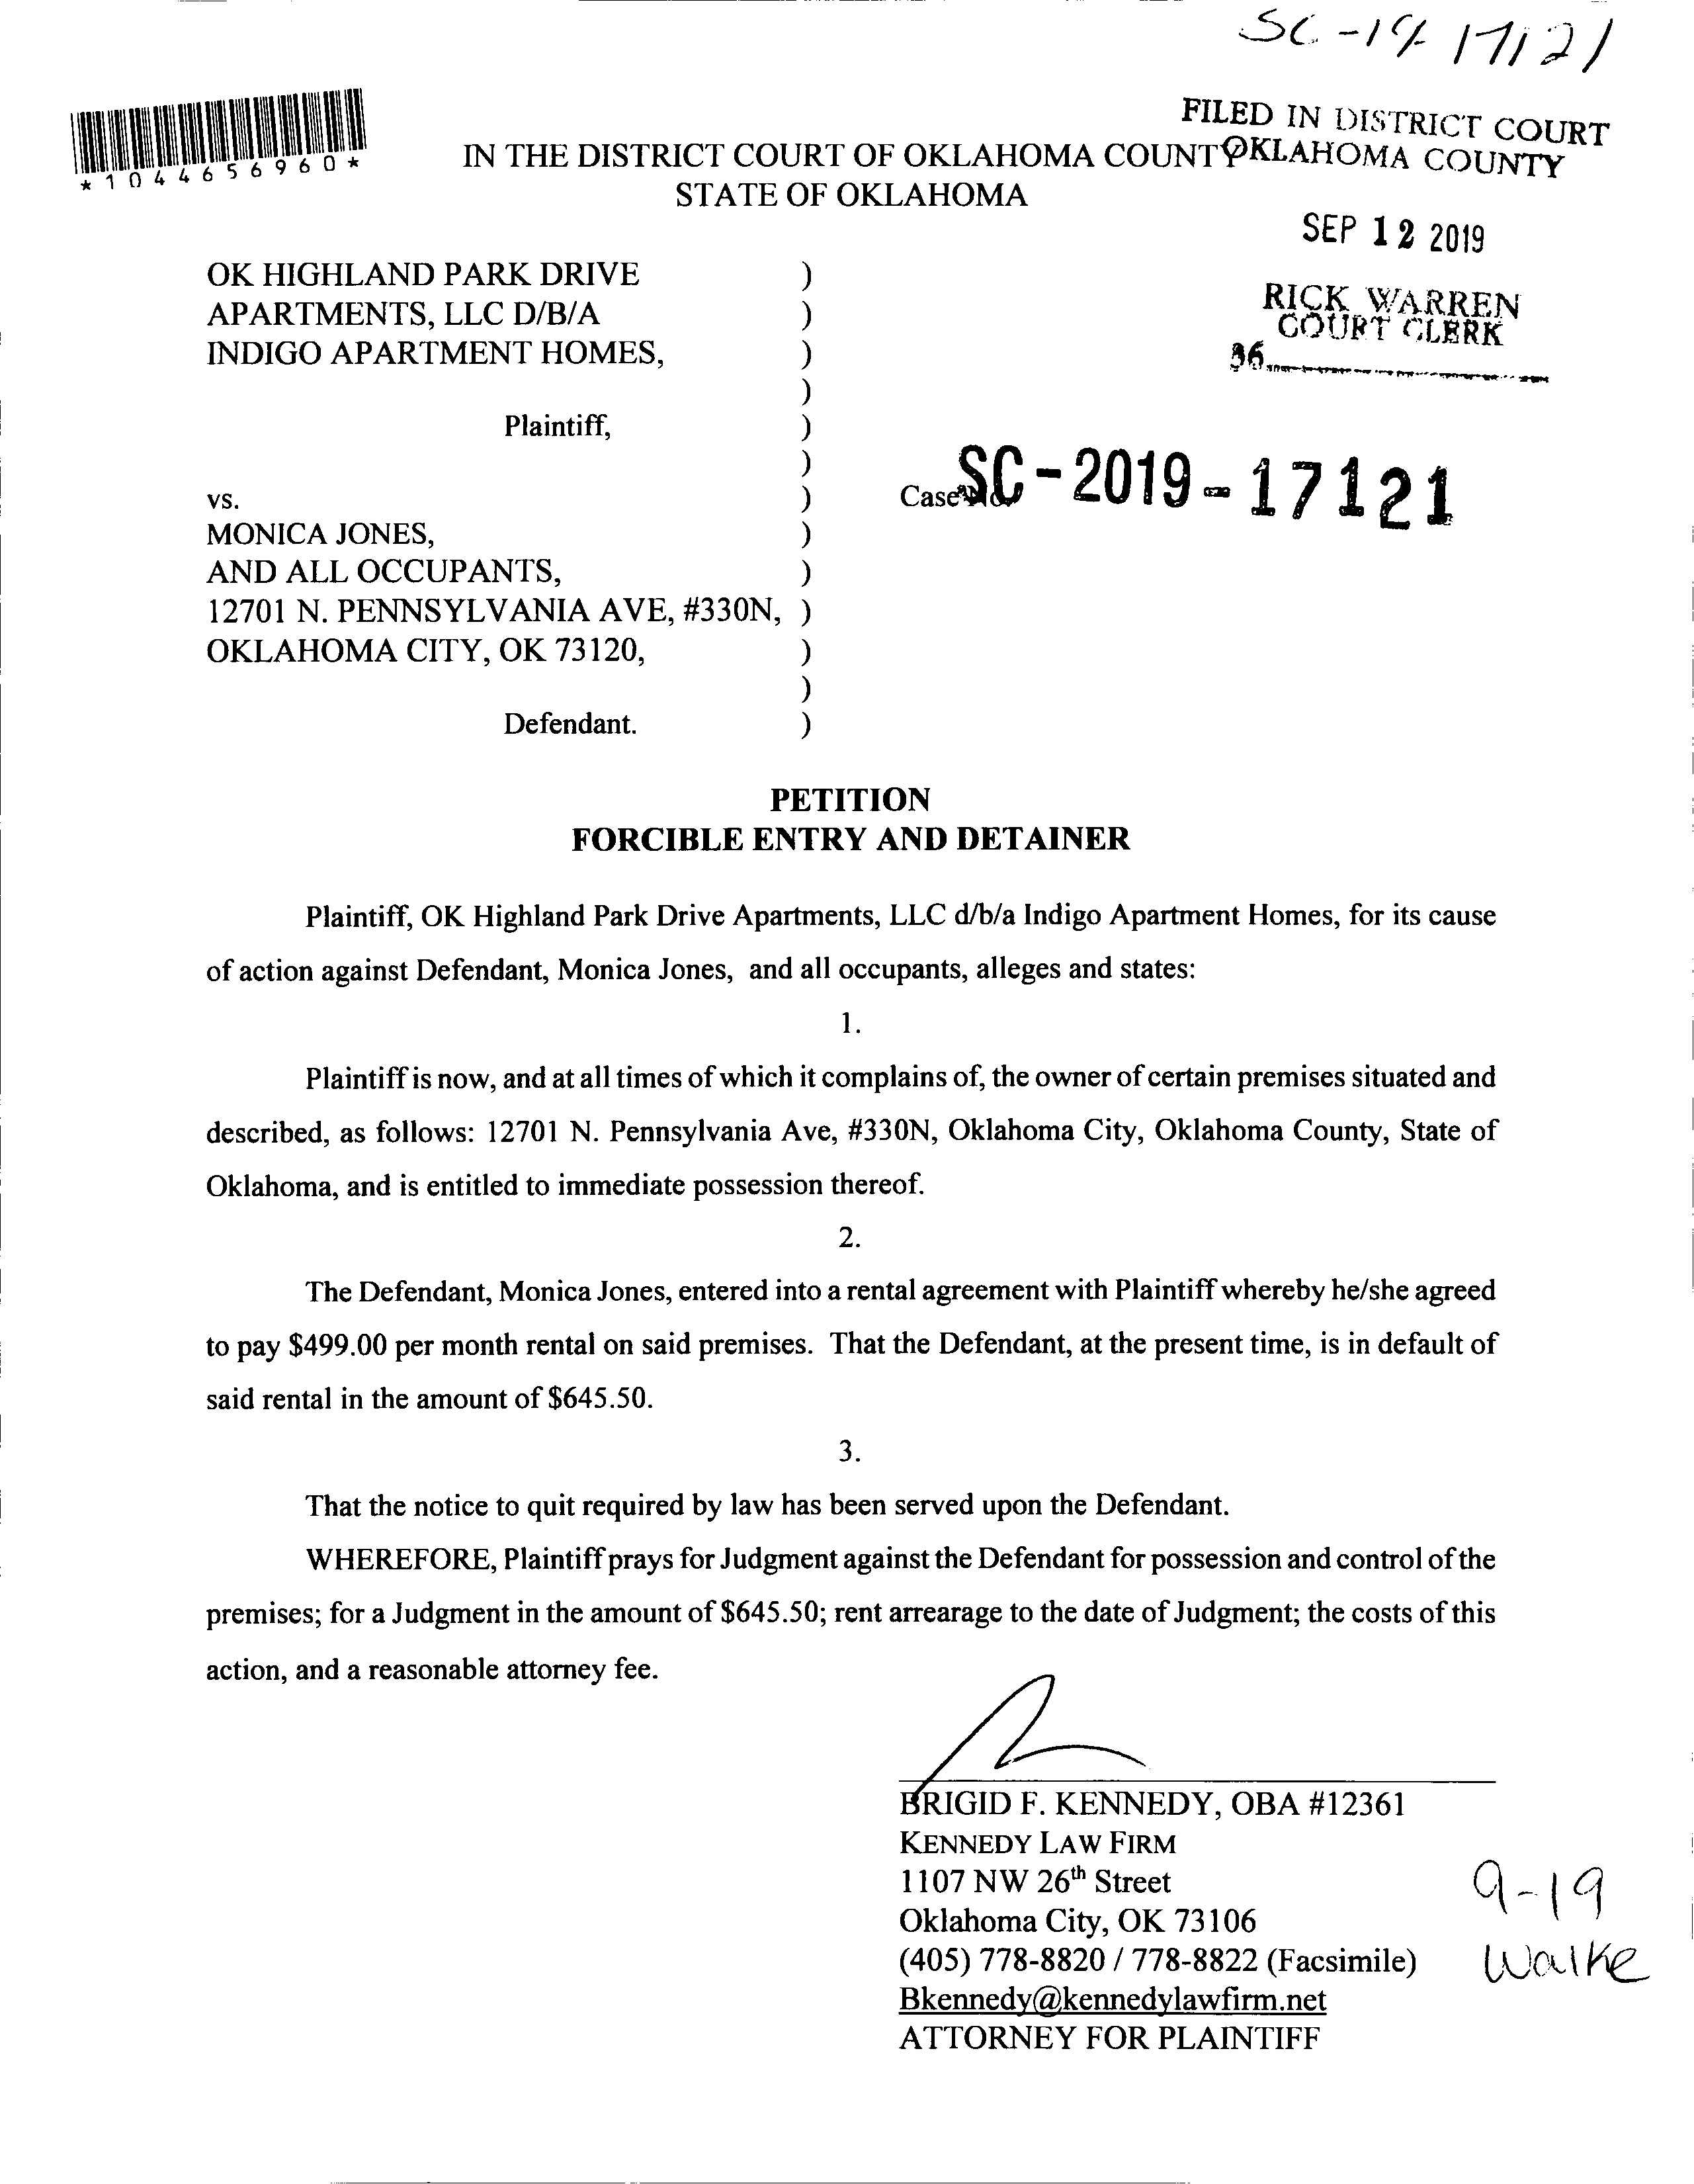 SC-19-17121
*1044656960*
FILED IN DISTRICT COURT
OKLAHOMA COUNTY
IN THE DISTRICT COURT OF OKLAHOMA COUNTY
STATE OF OKLAHOMA
SEP 12 2019
RICK WARREN
COURT CLERK
36
OK HIGHLAND PARK DRIVE )
APARTMENTS, LLC D/B/A )
INDIGO APARTMENT HOMES, )
)
Plaintiff, )
)
vs. ) Case No. SC-2019-17121
MONICA JONES, )
AND ALL OCCUPANTS, )
12701 N. PENNSYLVANIA AVE, #330N, )
OKLAHOMA CITY, OK 73120, )
)
Defendant. )
PETITION
FORCIBLE ENTRY AND DETAINER
Plaintiff, OK Highland Park Drive Apartments, LLC d/b/a Indigo Apartment Homes, for its cause
of action against Defendant, Monica Jones, and all occupants, alleges and states:
1.
Plaintiff is now, and at all times of which it complains of, the owner of certain premises situated and
described, as follows: 12701 N. Pennsylvania Ave, #330N, Oklahoma City, Oklahoma County, State of
Oklahoma, and is entitled to immediate possession thereof.
2.
The Defendant, Monica Jones, entered into a rental agreement with Plaintiff whereby he/she agreed
to pay $499.00 per month rental on said premises. That the Defendant, at the present time, is in default of
said rental in the amount of $645.50.
3.
That the notice to quit required by law has been served upon the Defendant.
WHEREFORE, Plaintiff prays for Judgment against the Defendant for possession and control of the
premises; for a Judgment in the amount of $645.50; rent arrearage to the date of Judgment; the costs of this
action, and a reasonable attorney fee.
BRIGID F. KENNEDY, OBA #12361
KENNEDY LAW FIRM
1107 NW 26th Street
Oklahoma City, OK 73106
(405) 778-8820 / 778-8822 (Facsimile)
Bkennedy@kennedylawfirm.net
ATTORNEY FOR PLAINTIFF
9-19
Walke